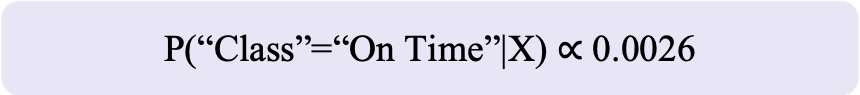 P(“Class”=“On Time”|X) ∝ 0.0026